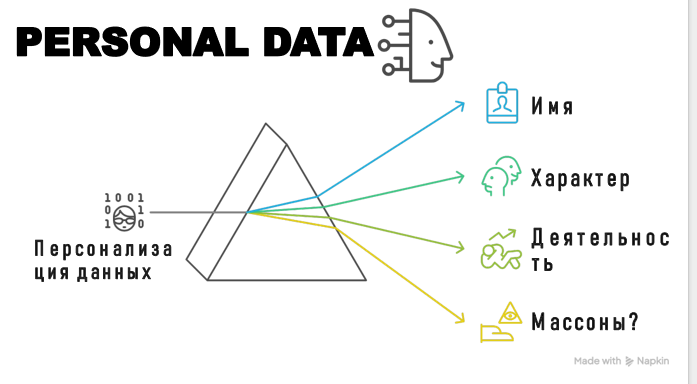 PERSONAL DATA
1001
0 1
1 0
Персонализа
ция данных
Имя
Характер
Деятельнос
ть
Массоны?
Made with Napkin